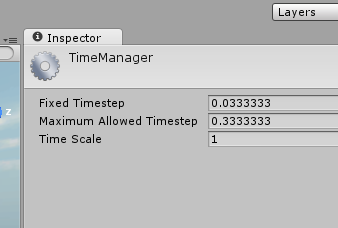 Layers
Inspector
TimeManager
Fixed Timestep 0.0333333
Maximum Allowed Timestep 0.3333333
Time Scale 1
z